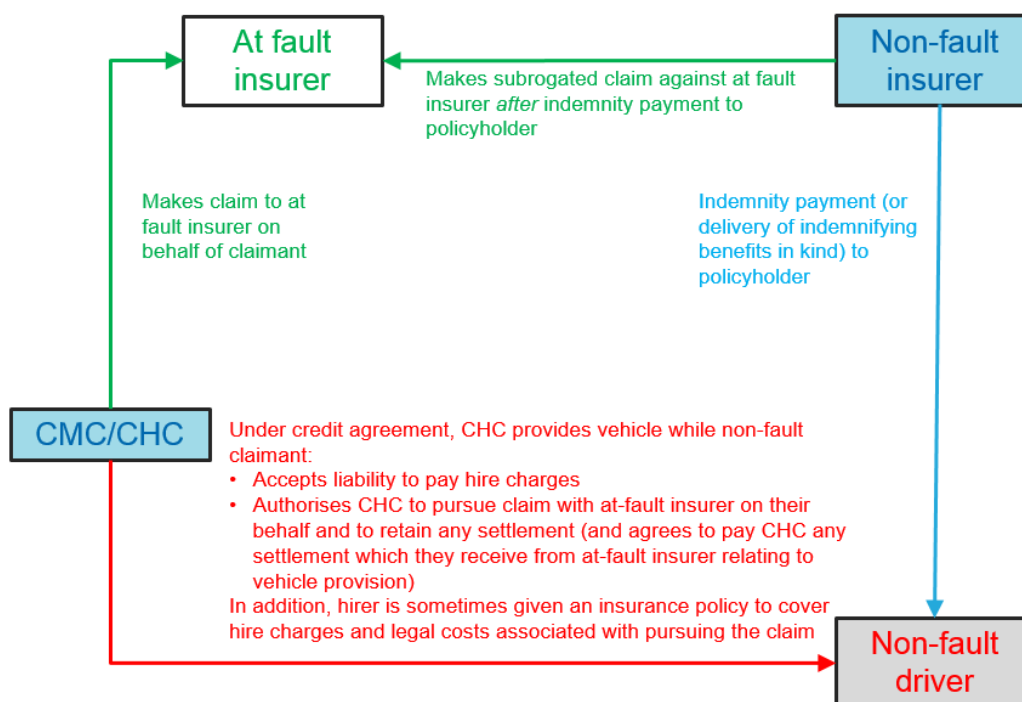 At fault
insurer
Non-fault
insurer
Makes subrogated claim against at fault
insurer after indemnity payment to
policyholder
Makes claim to at
fault insurer on
behalf of claimant
Indemnity payment (or
delivery of indemnifying
benefits in kind) to
policyholder
CMC/CHC
Under credit agreement, CHC provides vehicle while non-fault
claimant:
• Accepts liability to pay hire charges
• Authorises CHC to pursue claim with at-fault insurer on their
behalf and to retain any settlement (and agrees to pay CHC any
settlement which they receive from at-fault insurer relating to
vehicle provision)
In addition, hirer is sometimes given an insurance policy to cover
hire charges and legal costs associated with pursuing the claim
Non-fault
driver